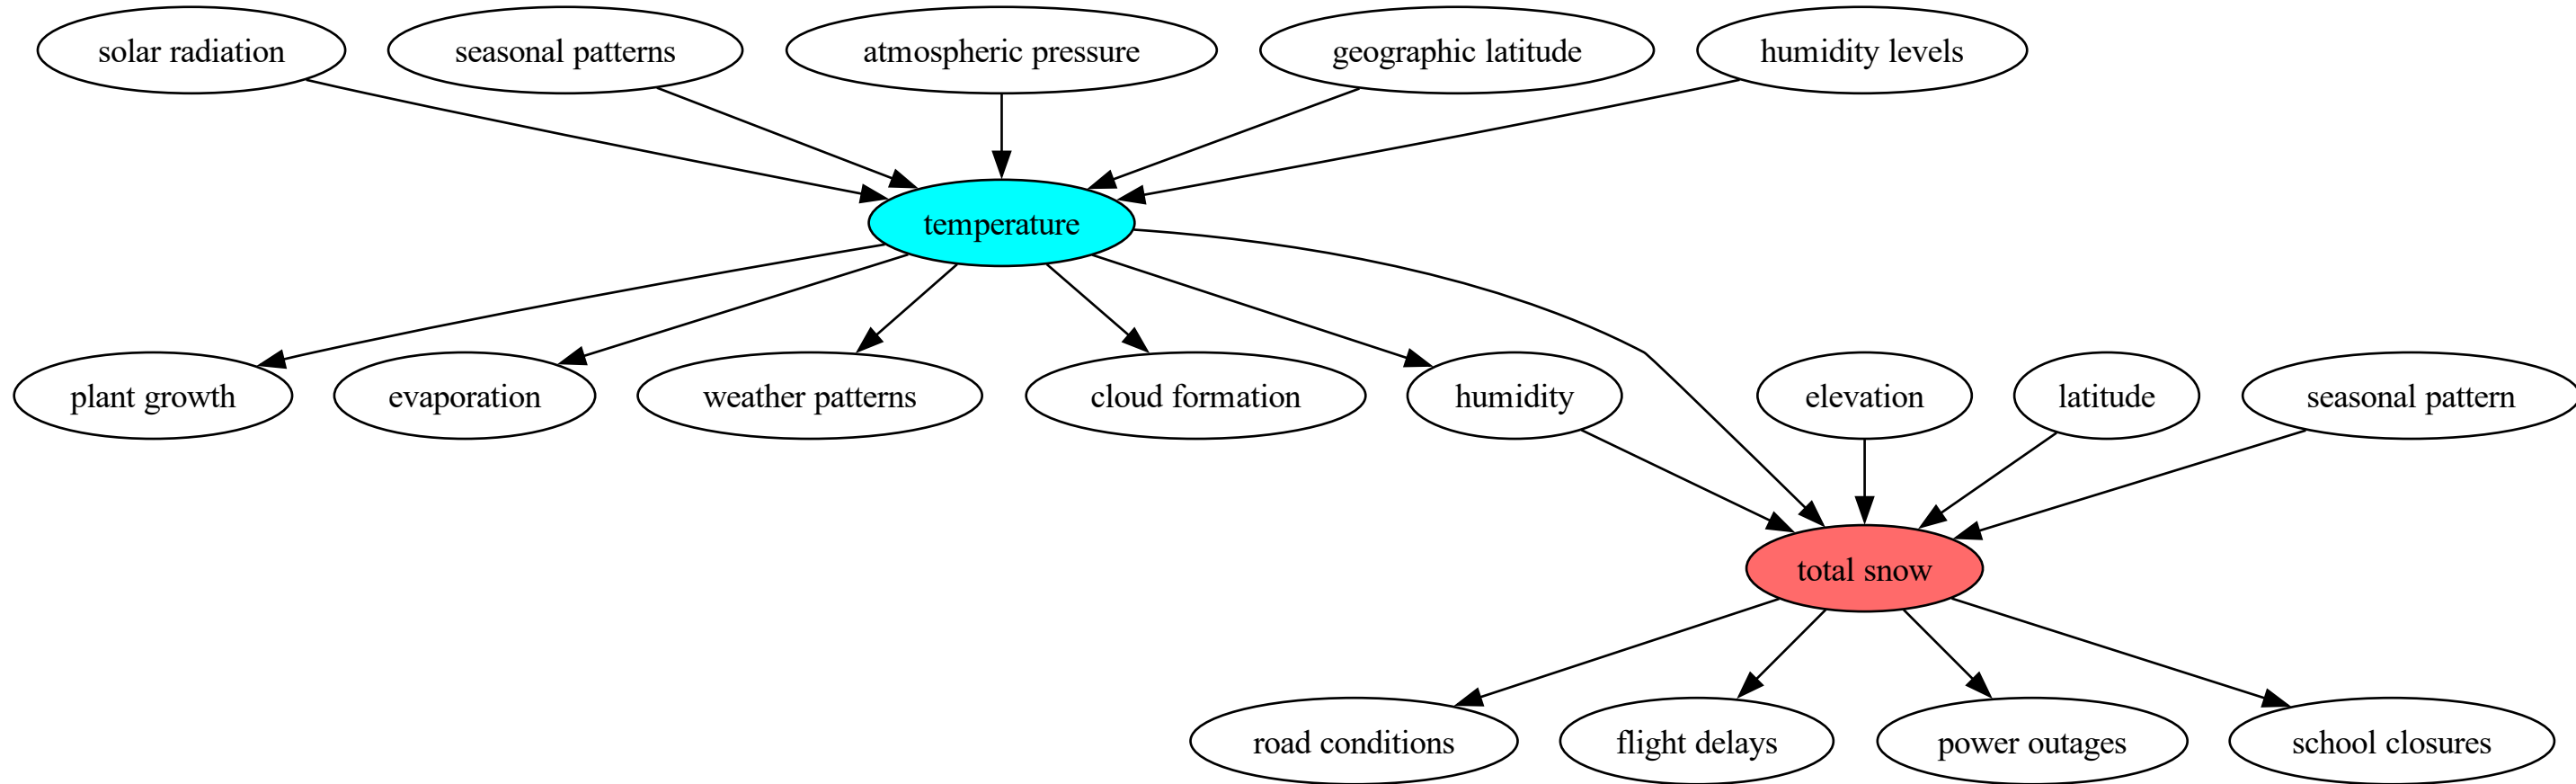 solar radiation
seasonal patterns
atmospheric pressure
geographic latitude
humidity levels
temperature
plant growth
evaporation
weather patterns
cloud formation
humidity
elevation
latitude
seasonal pattern
total snow
road conditions
flight delays
power outages
school closures